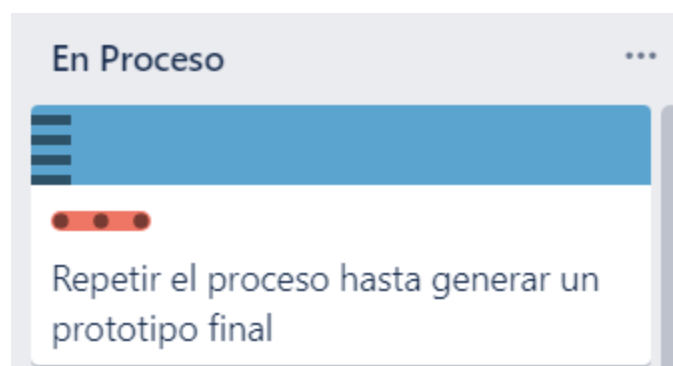 En Proceso
Repetir el proceso hasta generar un
prototipo final